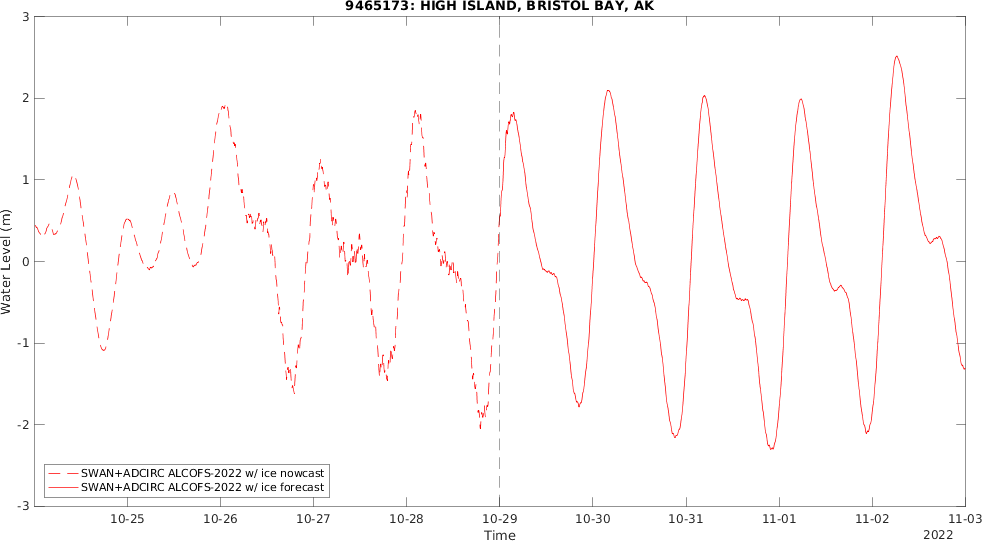 9465173: HIGH ISLAND, BRISTOL BAY, AK
Water Level (m)
3
2
1
0
-1
-2
-3
SWAN+ADCIRC ALCOFS-2022 w/ ice nowcast
SWAN+ADCIRC ALCOFS-2022 w/ ice forecast
10-25 10-26 10-27 10-28 10-29 10-30 10-31 11-01 11-02 11-03
Time
2022